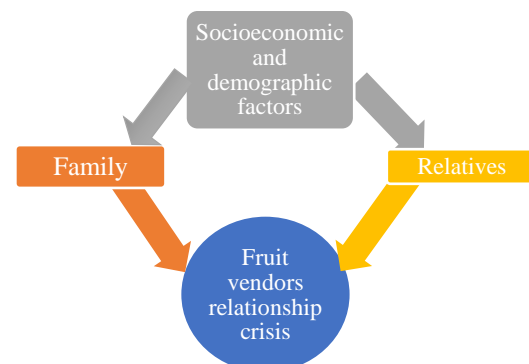 Socioeconomic
and
demographic
factors
Family
Relatives
Fruit
vendors
relationship
crisis